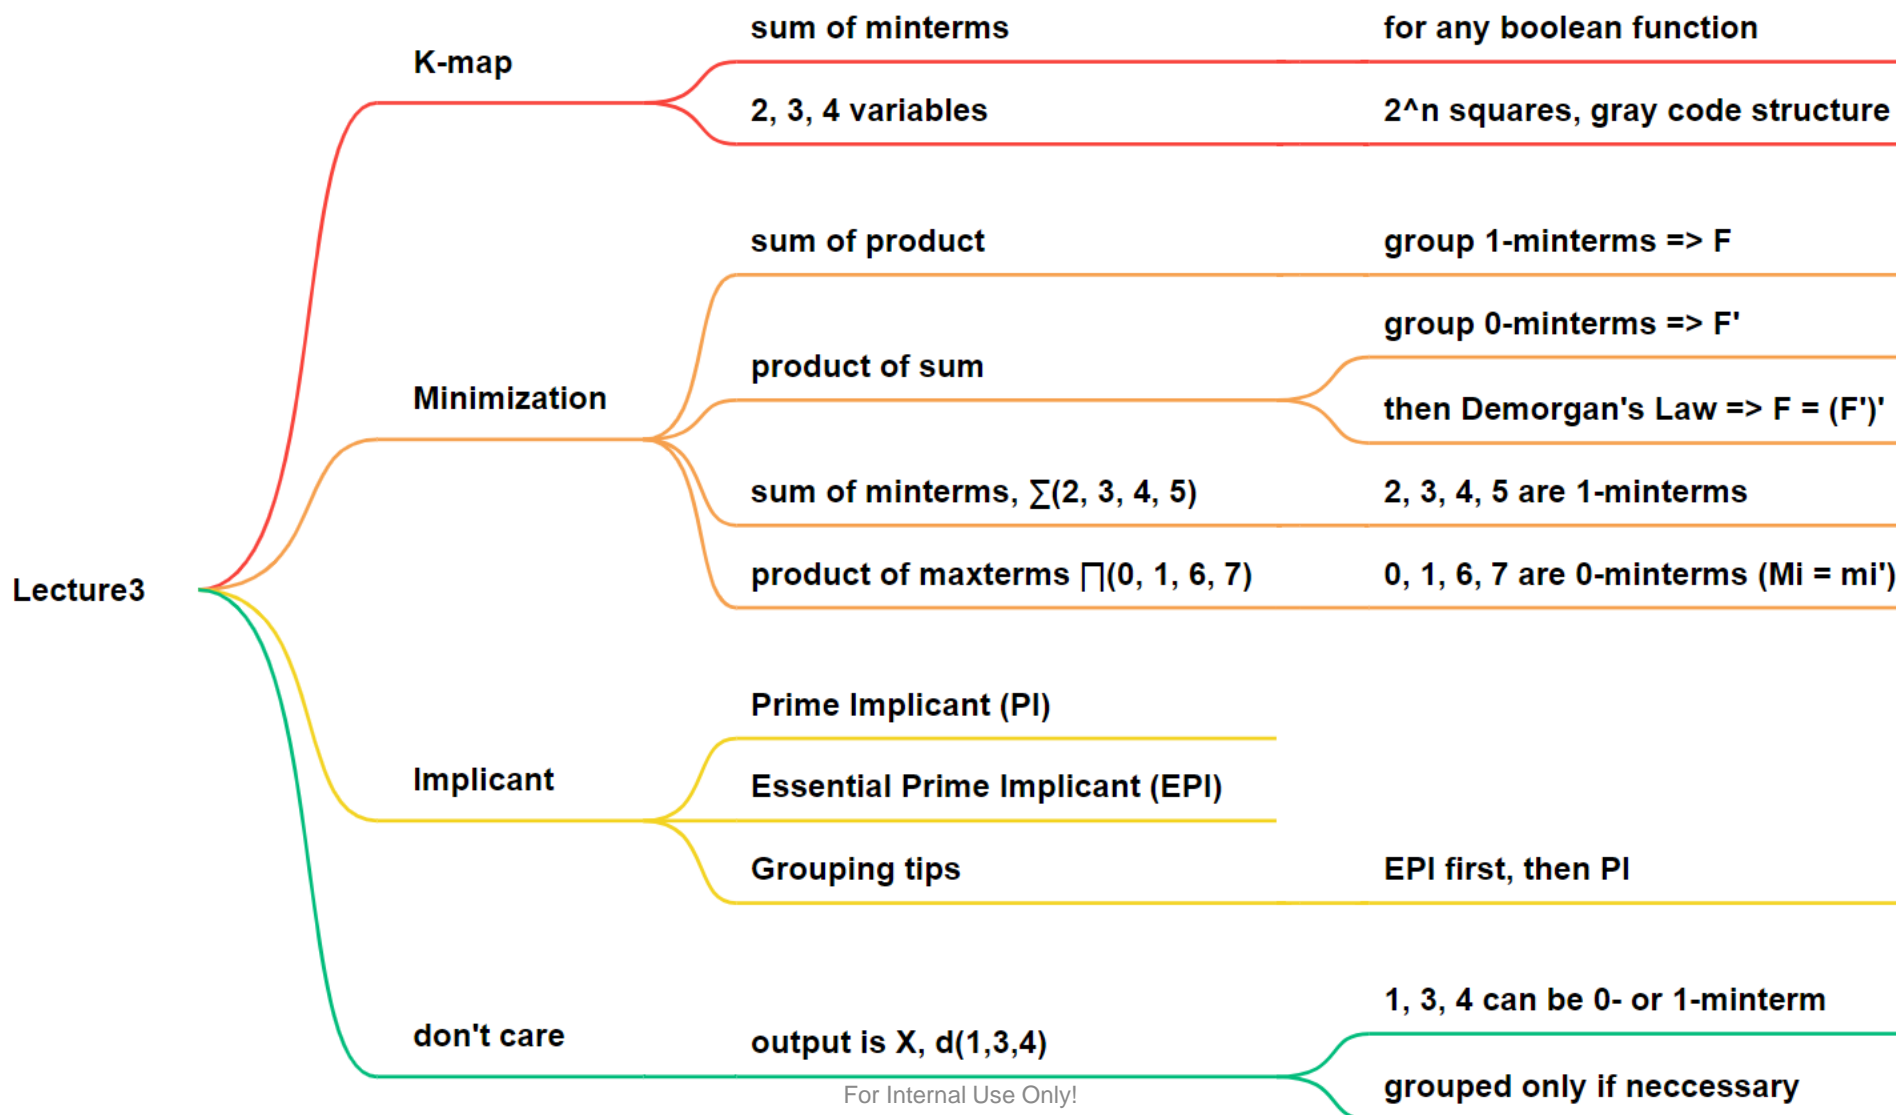 Lecture3
K-map
sum of minterms
for any boolean function
2, 3, 4 variables
2^n squares, gray code structure
Minimization
sum of product
group 1-minterms => F
product of sum
group 0-minterms => F'
then Demorgan's Law => F = (F')'
sum of minterms, ∑(2, 3, 4, 5)
2, 3, 4, 5 are 1-minterms
product of maxterms ∏(0, 1, 6, 7)
0, 1, 6, 7 are 0-minterms (Mi = mi')
Implicant
Prime Implicant (PI)
Essential Prime Implicant (EPI)
Grouping tips
EPI first, then PI
don't care
output is X, d(1,3,4)
1, 3, 4 can be 0- or 1-minterm
grouped only if neccessary
For Internal Use Only!